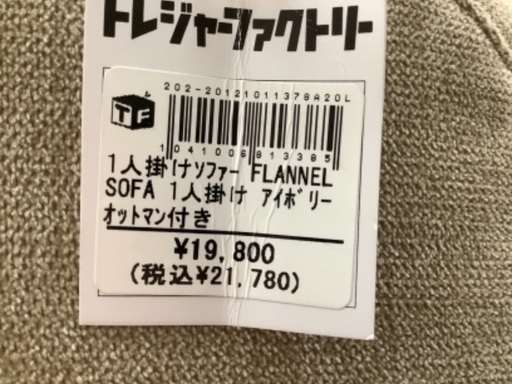 トレジャーファクトリー
202-20121011378A20L
TF
1041006813385
1人掛けソファー FLANNEL
SOFA 1人掛け アイボリー
オットマン付き
¥19,800
(税込¥21,780)